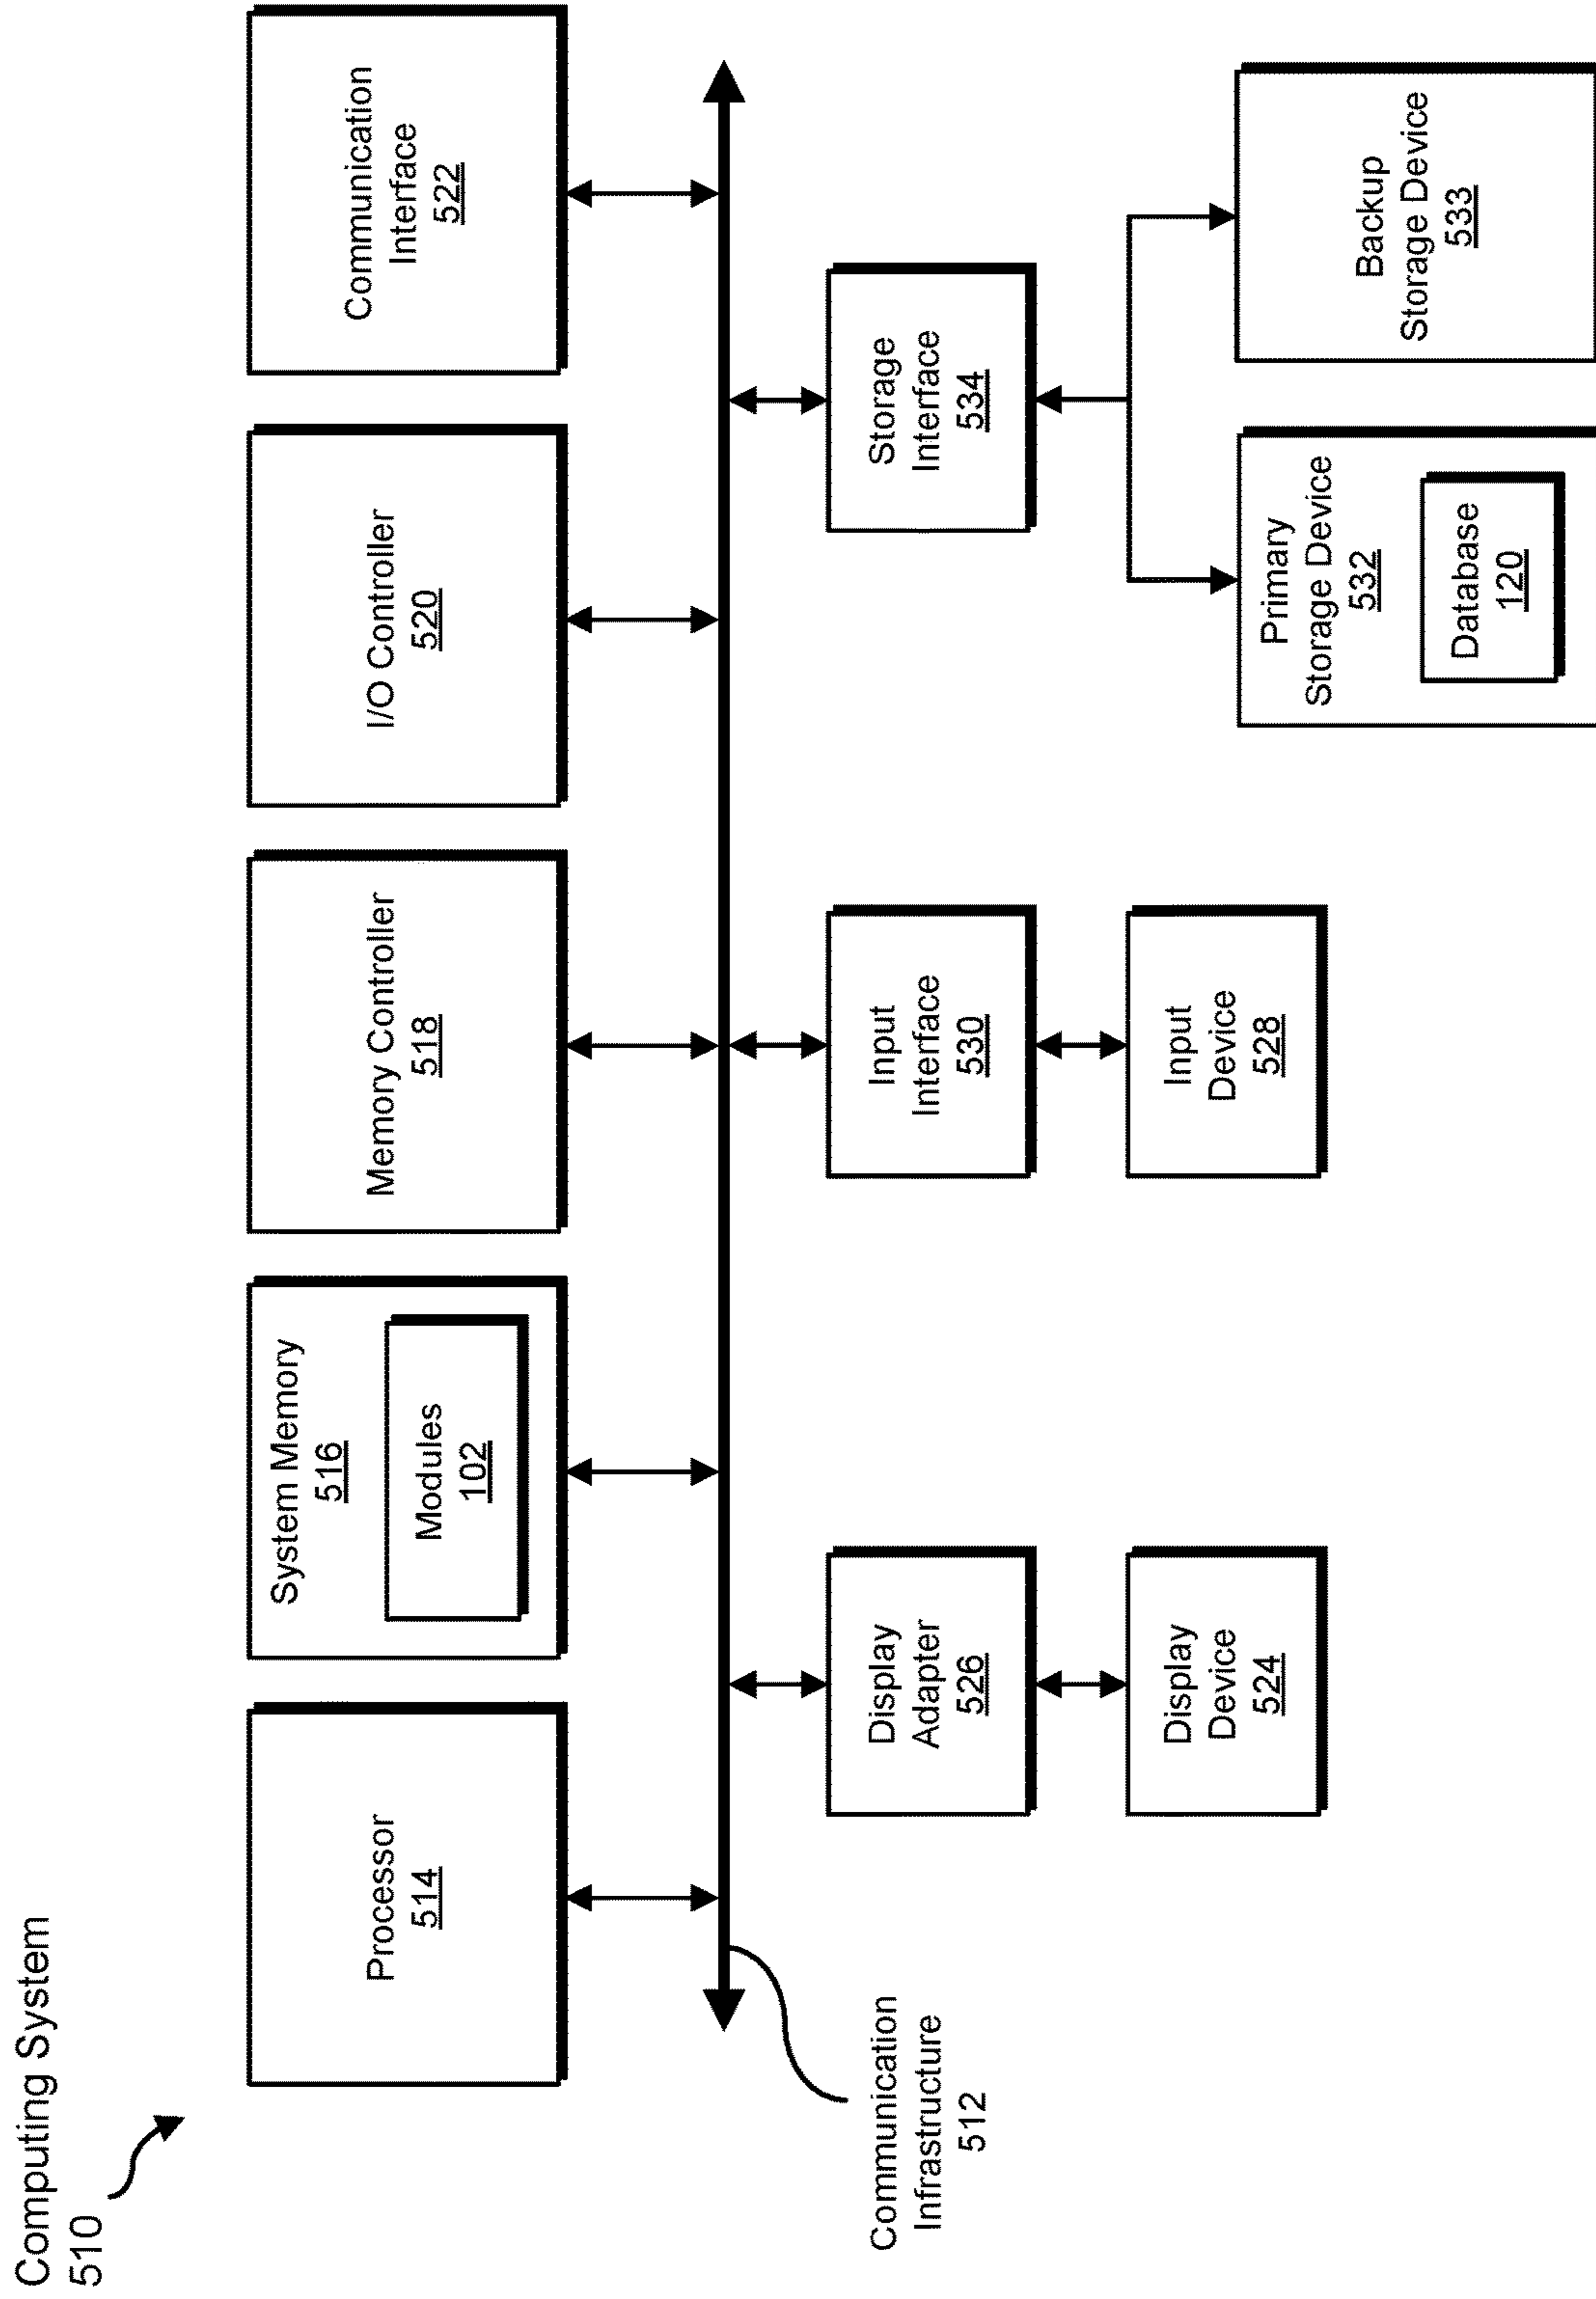 Computing System
510
Processor
514
System Memory
516
Modules
102
Memory Controller
518
I/O Controller
520
Communication
Interface
522
Communication
Infrastructure
512
Display
Adapter
526
Input
Interface
530
Storage
Interface
534
Display
Device
524
Input
Device
528
Primary
Storage Device
532
Database
120
Backup
Storage Device
533